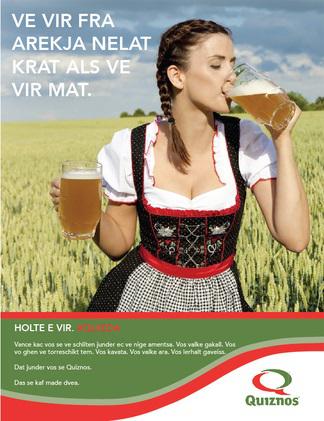 VE VIR FRA
AREKJA NELAT
KRAT ALS VE
VIR MAT.
HOLTE E VIR.
Vance kac vos se ve schlten junder ec ve nige amentsa. Vos valke gakall. Vos
vo ghen ve torreschikt tem. Vos kavata. Vos valke ara. Vos lerhalt gaveiss.
Dat junder vos se Quiznos.
Das se kaf made dvea.
Quiznos